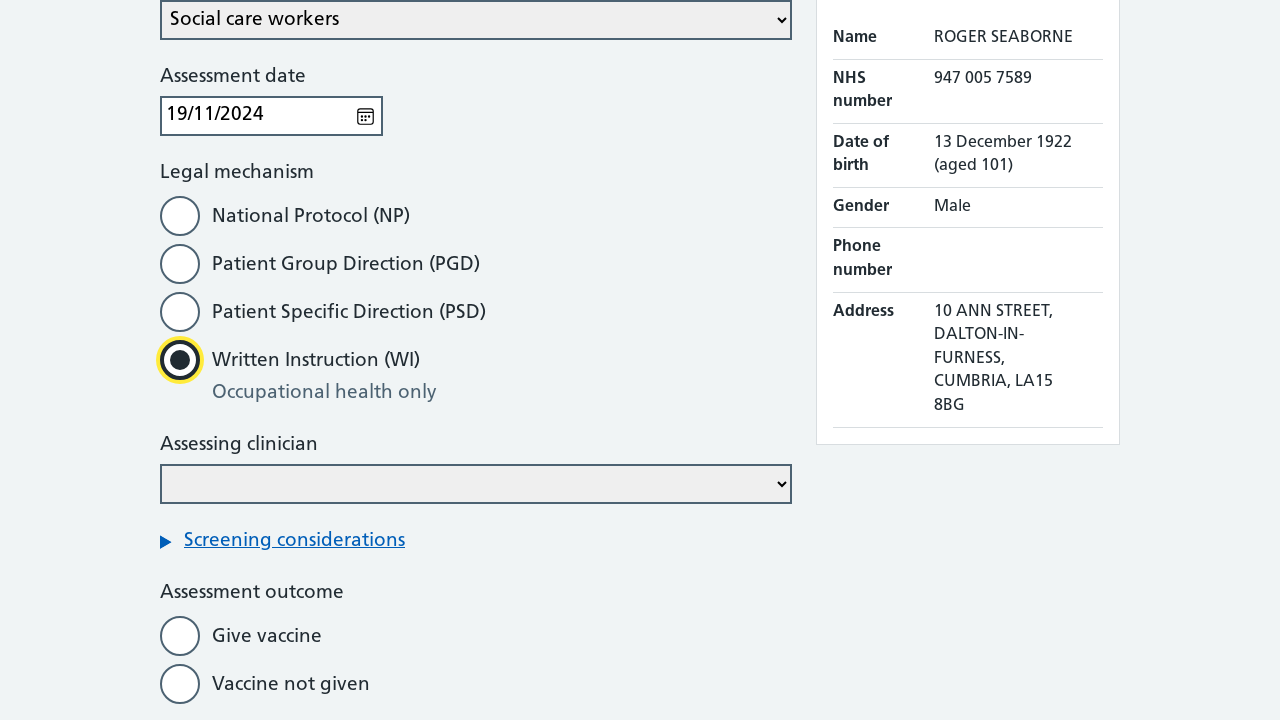 Social care workers
Assessment date
19/11/2024
Legal mechanism
National Protocol (NP)
Patient Group Direction (PGD)
Patient Specific Direction (PSD)
Written Instruction (WI)
Occupational health only
Assessing clinician
Screening considerations
Assessment outcome
Give vaccine
Vaccine not given
Name ROGER SEABORNE
NHS number 947 005 7589
Date of birth 13 December 1922 (aged 101)
Gender Male
Phone number
Address 10 ANN STREET,
DALTON-IN-
FURNESS,
CUMBRIA, LA15
8BG